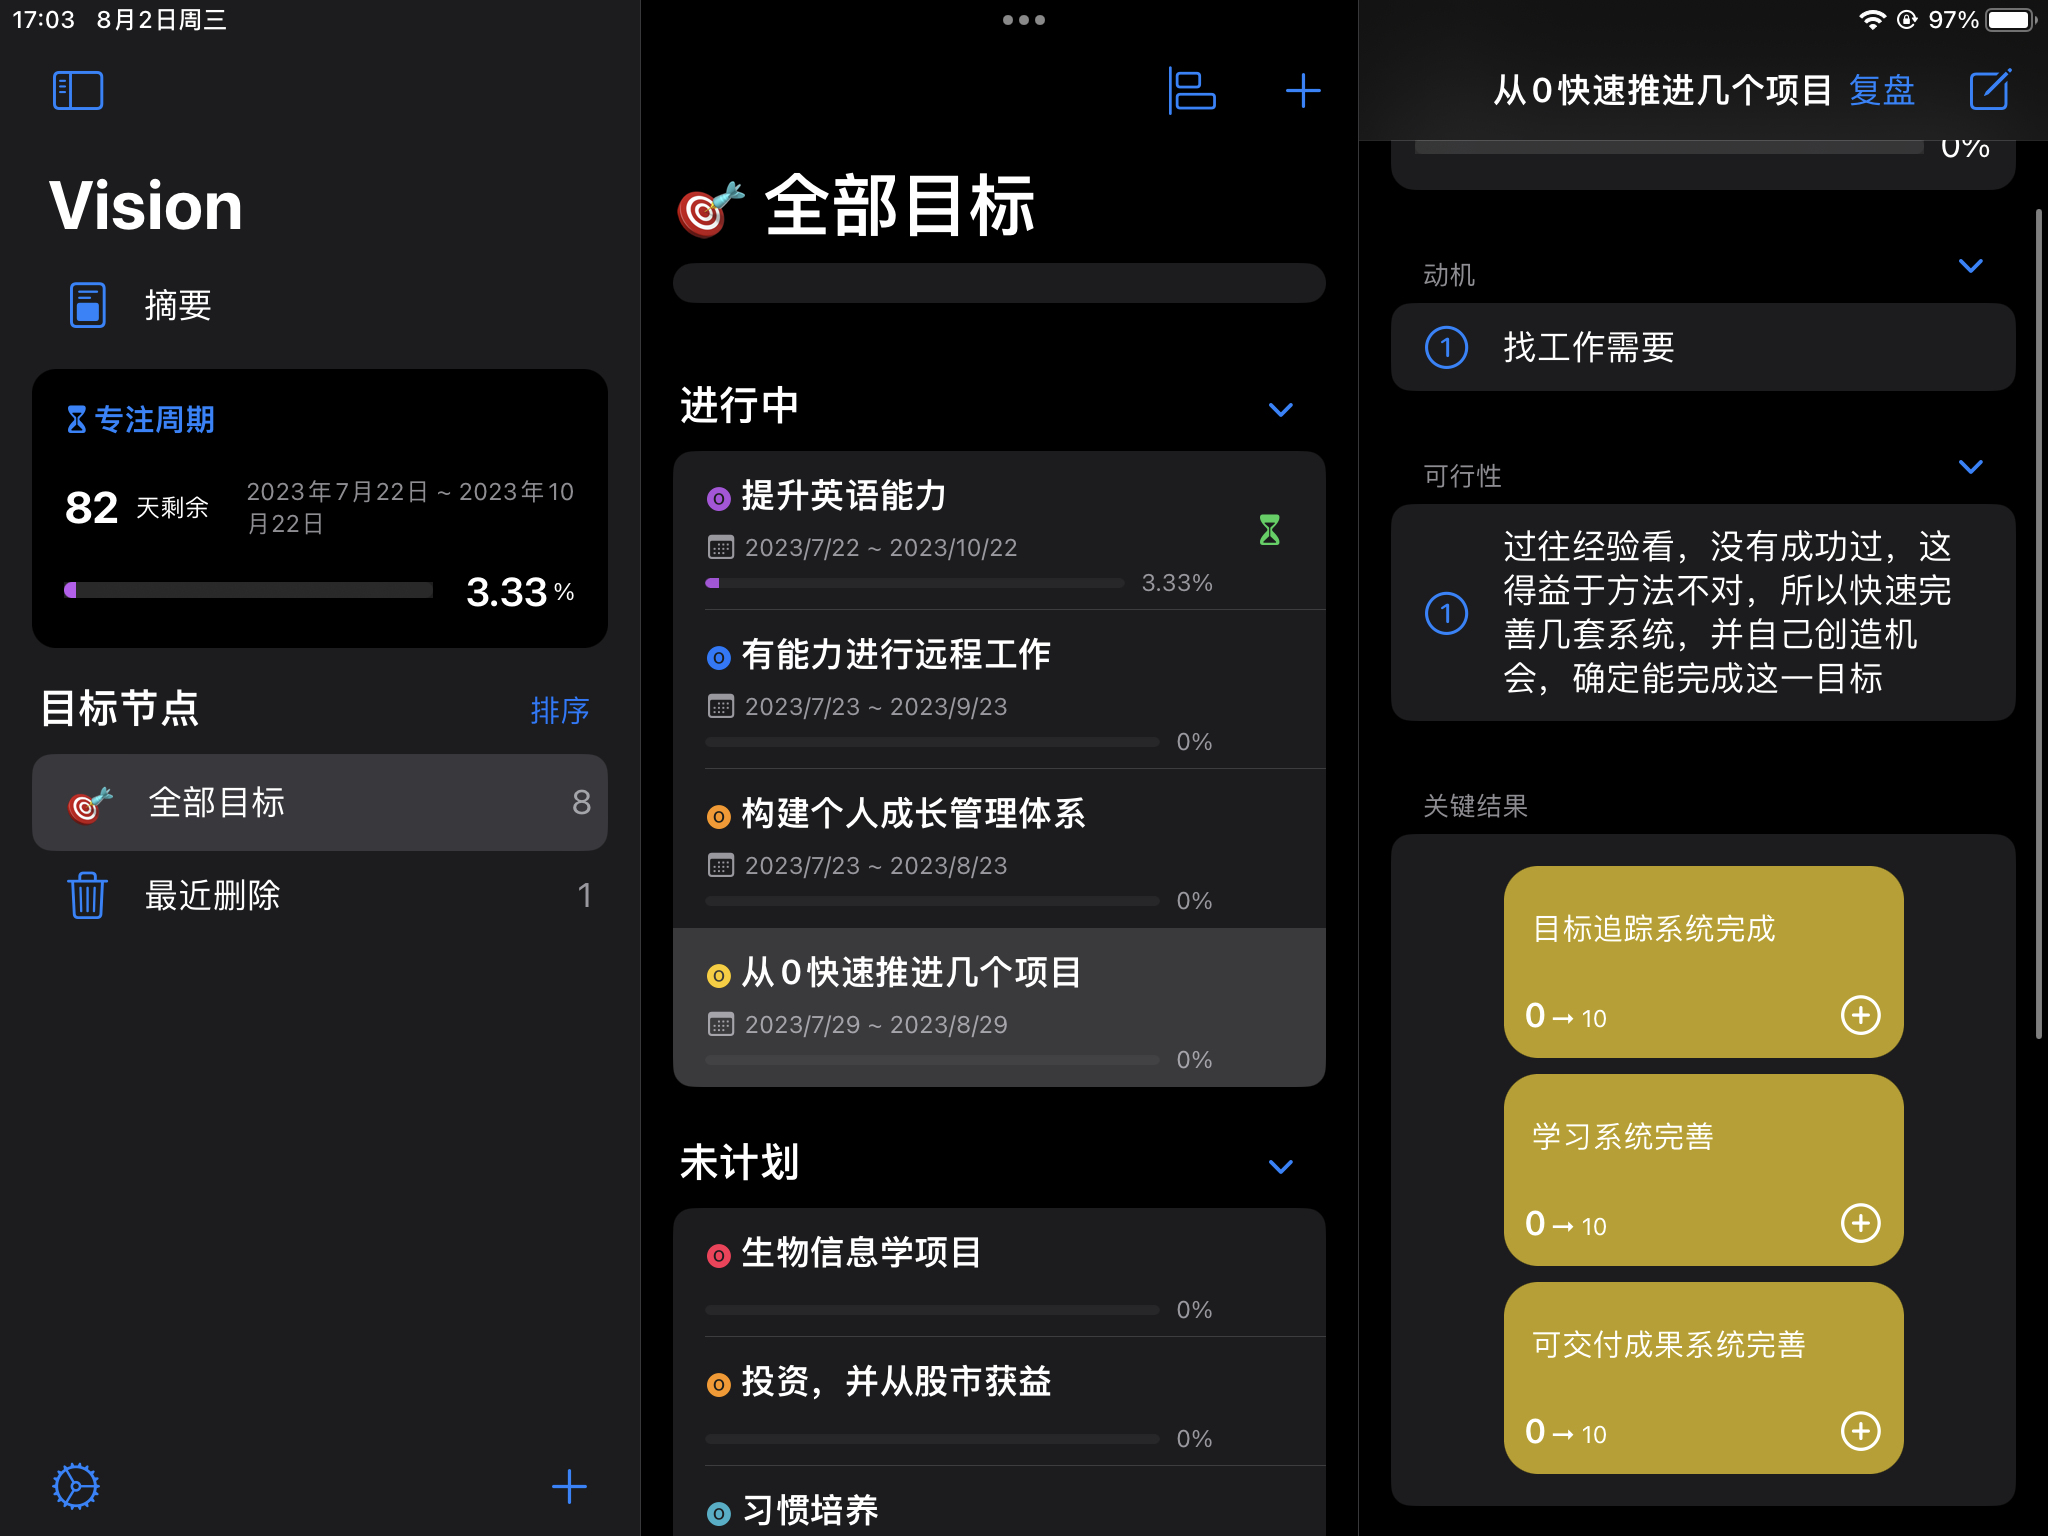 17:03 8月2日周三
97%
Vision
摘要
专注周期
82 天剩余
2023年7月22日 ~ 2023年10
月22日
3.33 %
目标节点
排序
全部目标
8
最近删除
1
全部目标
进行中
提升英语能力
2023/7/22 ~ 2023/10/22
3.33%
有能力进行远程工作
2023/7/23 ~ 2023/9/23
0%
构建个人成长管理体系
2023/7/23 ~ 2023/8/23
0%
从0快速推进几个项目
2023/7/29 ~ 2023/8/29
0%
未计划
生物信息学项目
0%
投资，并从股市获益
0%
习惯培养
从0快速推进几个项目
复盘
0%
动机
1
找工作需要
可行性
1
过往经验看，没有成功过，这
得益于方法不对，所以快速完
善几套系统，并自己创造机
会，确定能完成这一目标
关键结果
目标追踪系统完成
0 → 10
学习系统完善
0 → 10
可交付成果系统完善
0 → 10